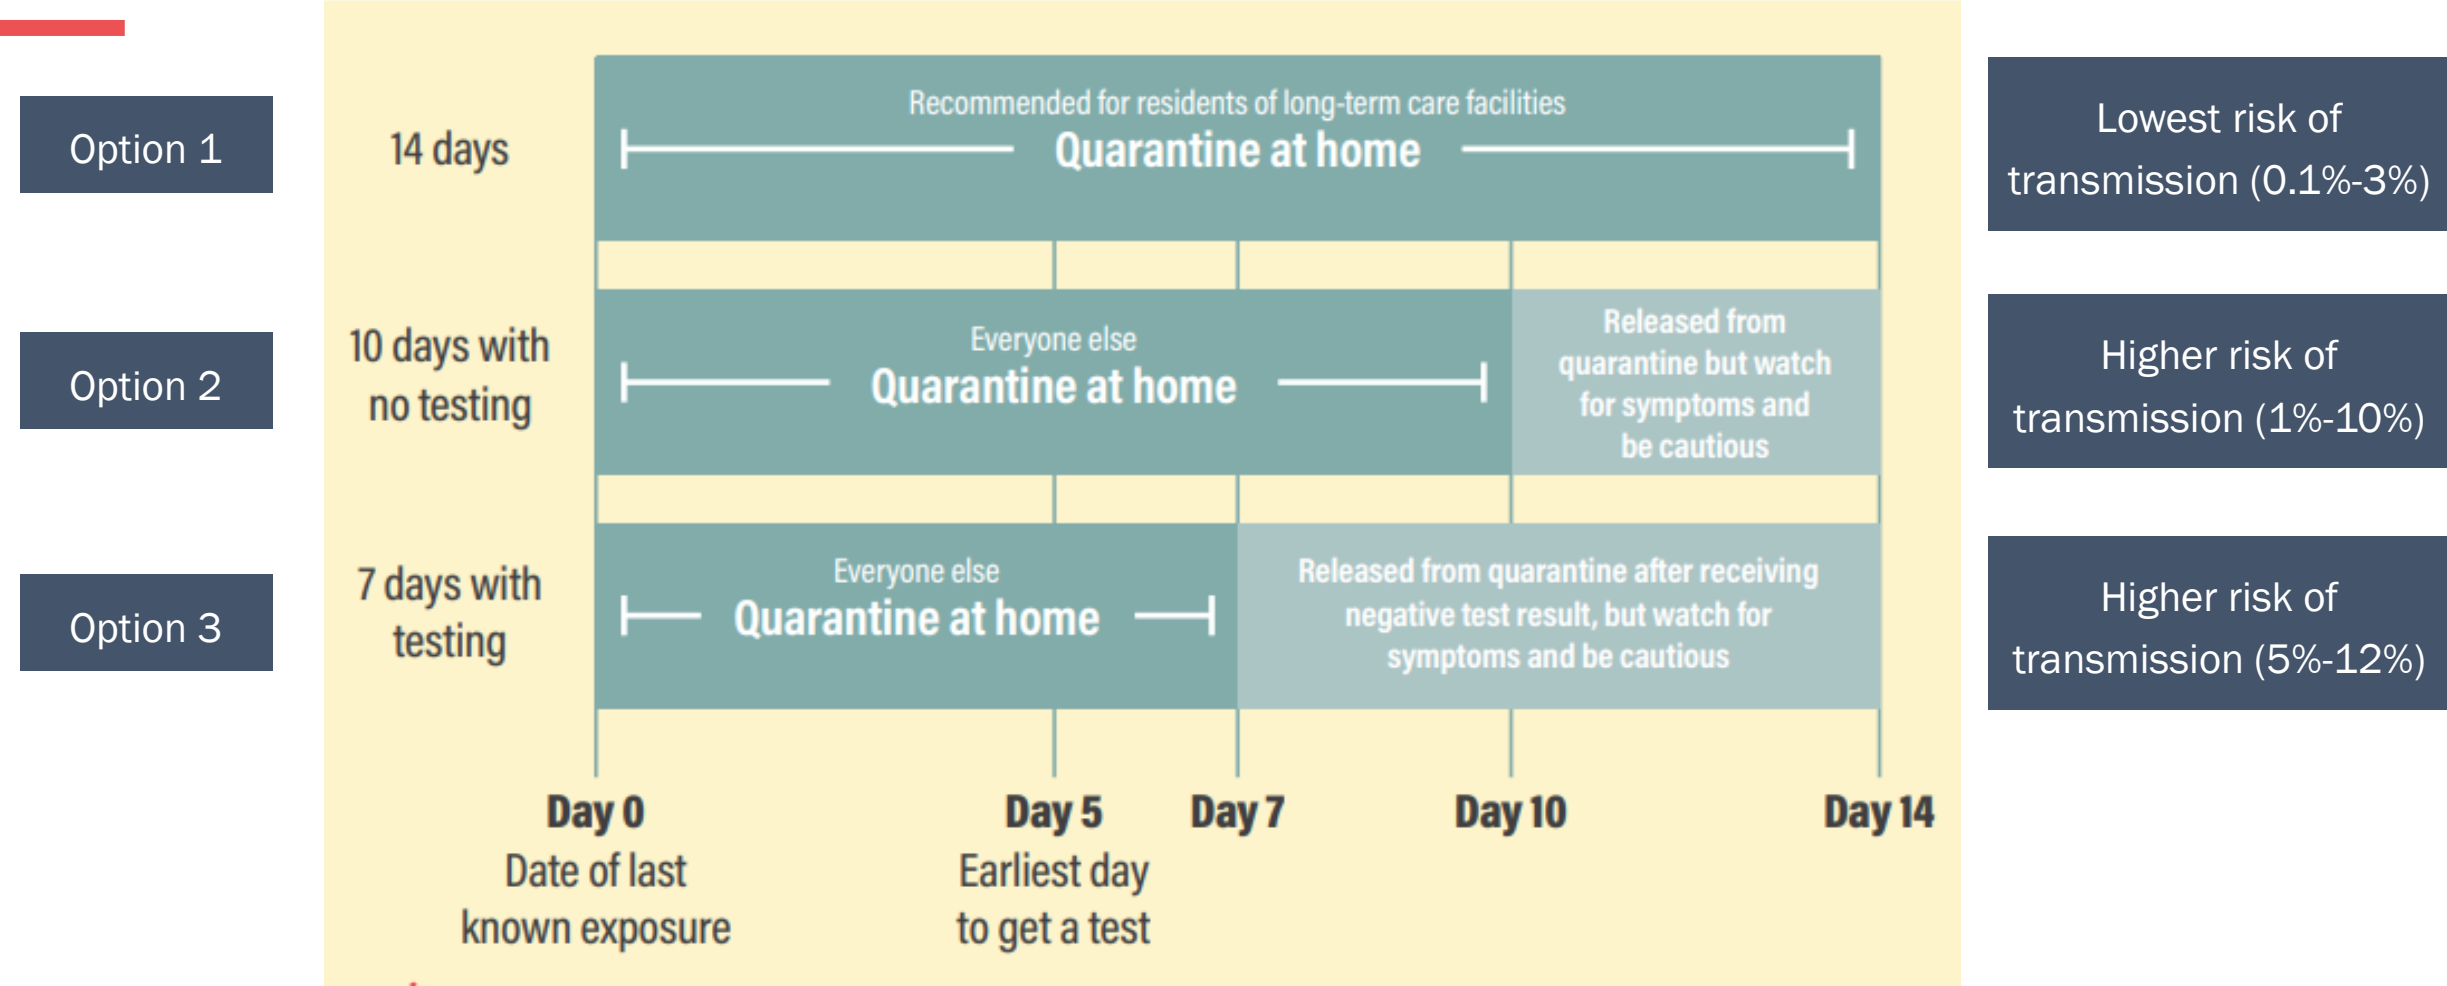 Option 1
14 days
Recommended for residents of long-term care facilities
Quarantine at home
Lowest risk of
transmission (0.1%-3%)
Option 2
10 days with
no testing
Everyone else
Quarantine at home
Released from
quarantine but watch
for symptoms and
be cautious
Higher risk of
transmission (1%-10%)
Option 3
7 days with
testing
Everyone else
Quarantine at home
Released from quarantine after receiving
negative test result, but watch for
symptoms and be cautious
Higher risk of
transmission (5%-12%)
Day 0
Date of last
known exposure
Day 5
Earliest day
to get a test
Day 7
Day 10
Day 14